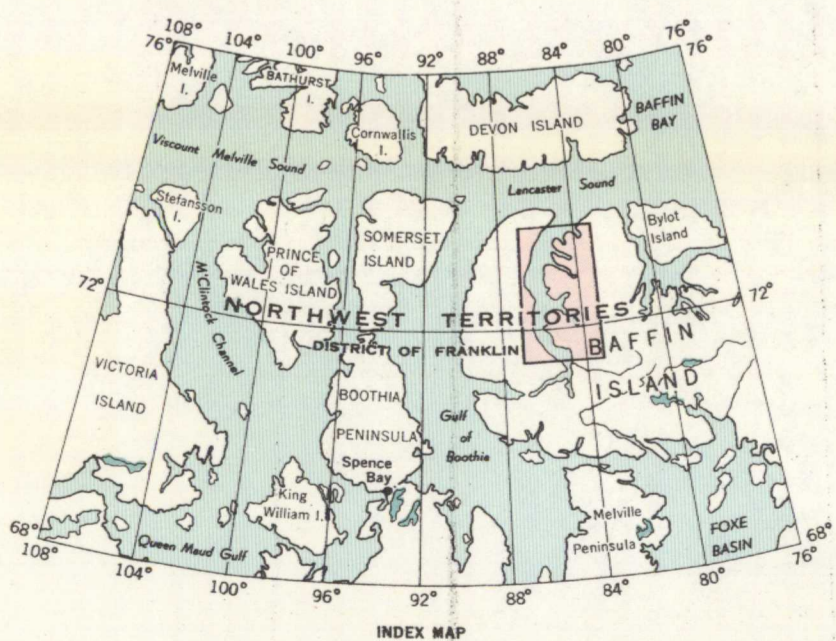 108° 104° 100° 96° 92° 88° 84° 80° 76°
76° 76°
Melville I.
BATHURST I.
Cornwallis I.
DEVON ISLAND
BAFFIN BAY
Viscount Melville Sound
Lancaster Sound
Stefansson I.
PRINCE OF WALES ISLAND
SOMERSET ISLAND
Bylot Island
M'Clintock Channel
72° 72°
NORTHWEST TERRITORIES
DISTRICT OF FRANKLIN
BAFFIN ISLAND
VICTORIA ISLAND
BOOTHIA PENINSULA
Gulf of Boothia
Spence Bay
King William I.
Melville Peninsula
FOXE BASIN
Queen Maud Gulf
68° 68°
108° 104° 100° 96° 92° 88° 84° 80° 76°
INDEX MAP